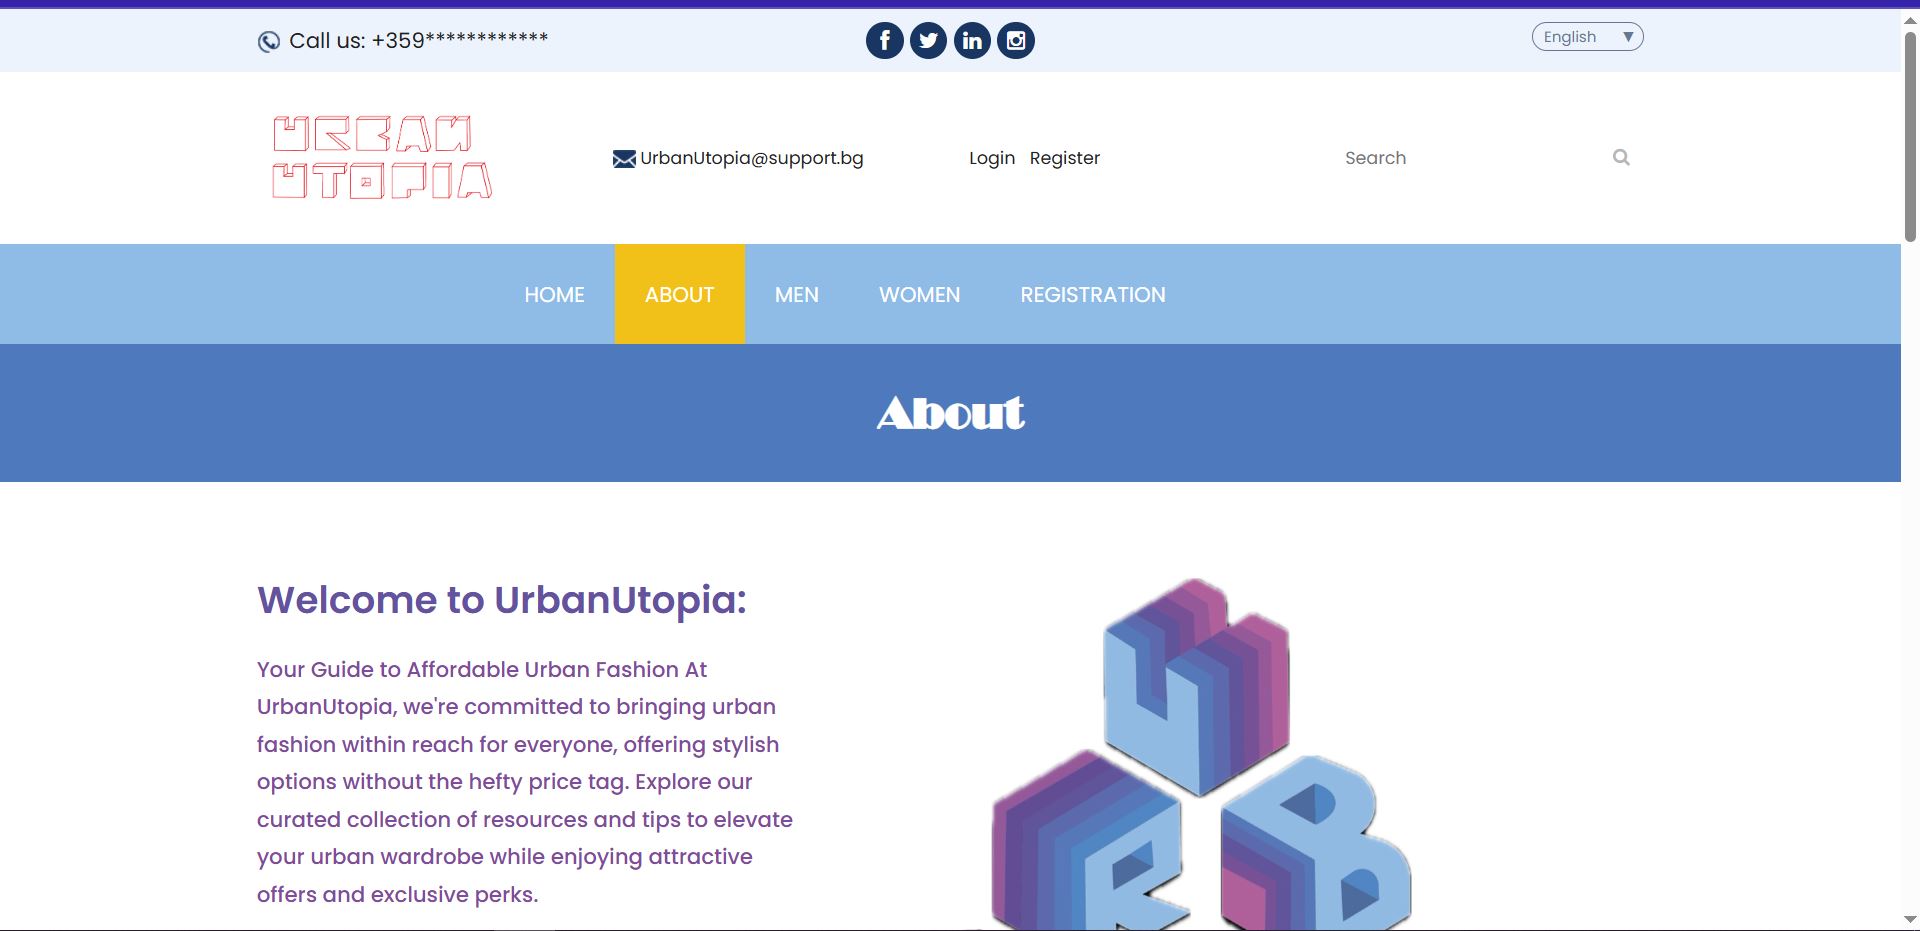 Call us: +359************
English
URBAN
UTOPIA
UrbanUtopia@support.bg
Login Register
Search
HOME ABOUT MEN WOMEN REGISTRATION
About
Welcome to UrbanUtopia:
Your Guide to Affordable Urban Fashion At
UrbanUtopia, we're committed to bringing urban
fashion within reach for everyone, offering stylish
options without the hefty price tag. Explore our
curated collection of resources and tips to elevate
your urban wardrobe while enjoying attractive
offers and exclusive perks.
U
R B